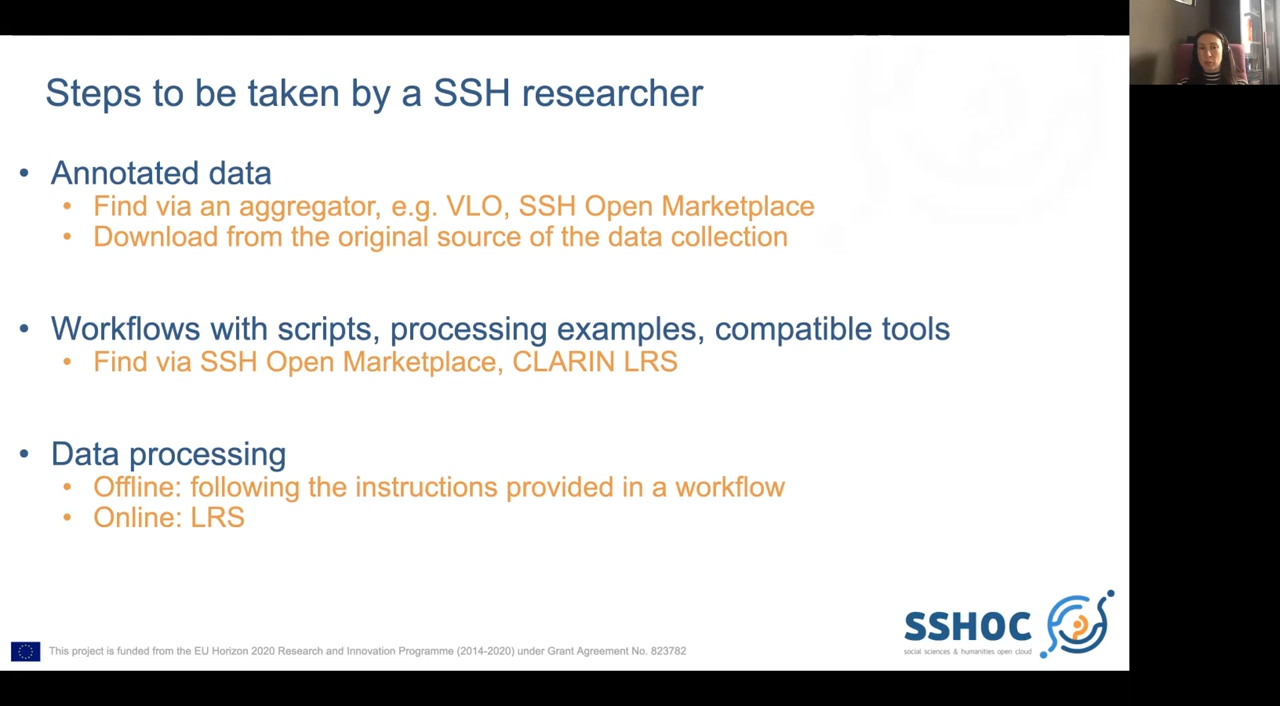 Steps to be taken by a SSH researcher
• Annotated data
• Find via an aggregator, e.g. VLO, SSH Open Marketplace
• Download from the original source of the data collection
• Workflows with scripts, processing examples, compatible tools
• Find via SSH Open Marketplace, CLARIN LRS
• Data processing
• Offline: following the instructions provided in a workflow
• Online: LRS
SSHOC
social sciences & humanities open cloud
This project is funded from the EU Horizon 2020 Research and Innovation Programme (2014-2020) under Grant Agreement No. 823782